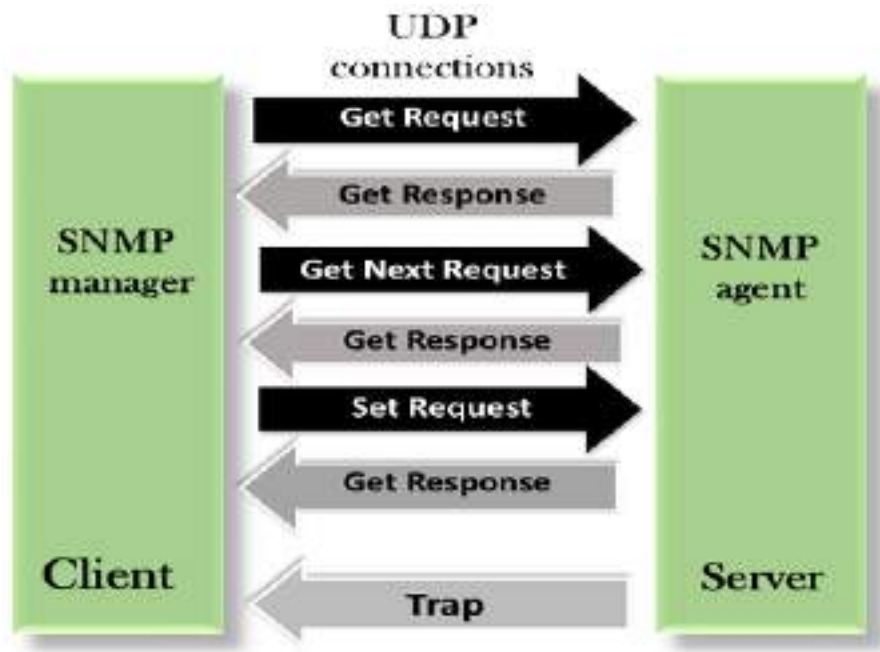 UDP
connections
Get Request
Get Response
SNMP
manager
Get Next Request
SNMP
agent
Get Response
Set Request
Get Response
Client
Trap
Server